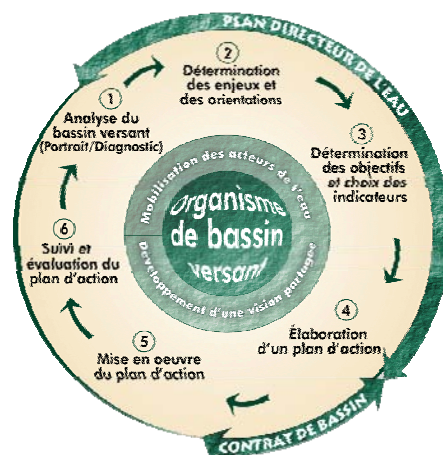 PLAN DIRECTEUR DE L'EAU
1
Analyse du
bassin versant
(Portrait/Diagnostic)
2
Détermination
des enjeux et
des orientations
3
Détermination
des objectifs
et choix des
indicateurs
4
Élaboration
d'un plan d'action
5
Mise en oeuvre
du plan d'action
6
Suivi et
évaluation du
plan d'action
Mobilisation des acteurs de l'eau
Organisme
de bassin
versant
Développement d'une vision partagée
CONTRAT DE BASSIN